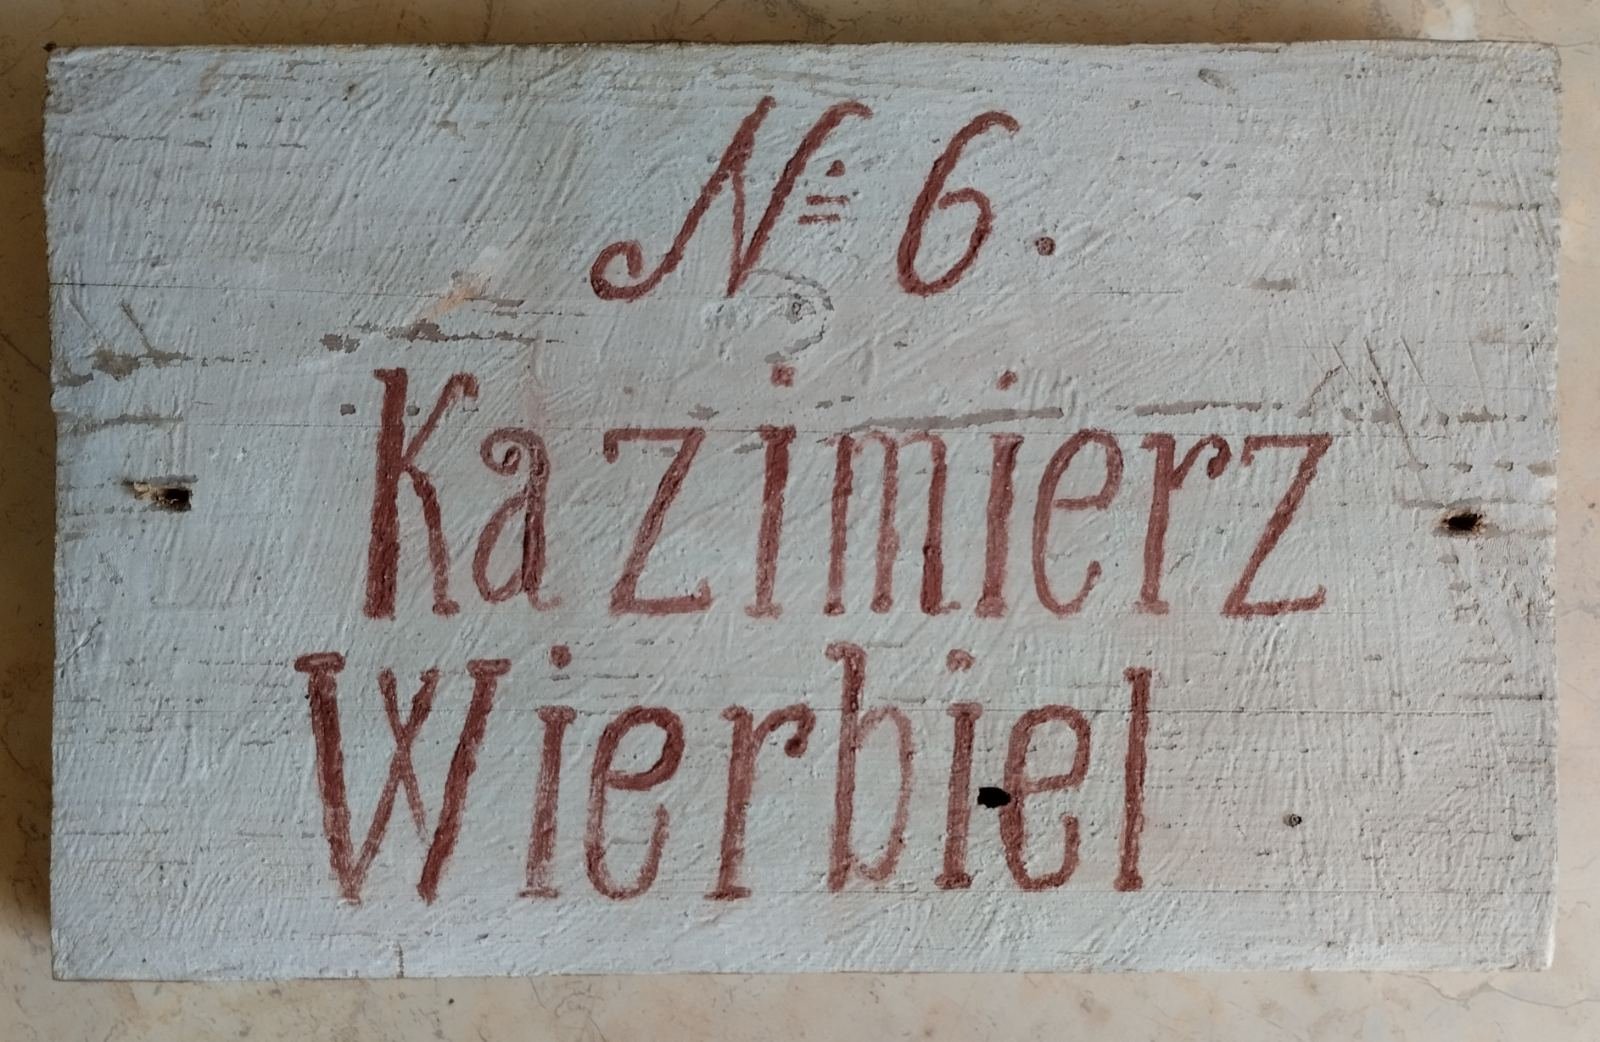 № 6.
Kazimierz
Wierbiel